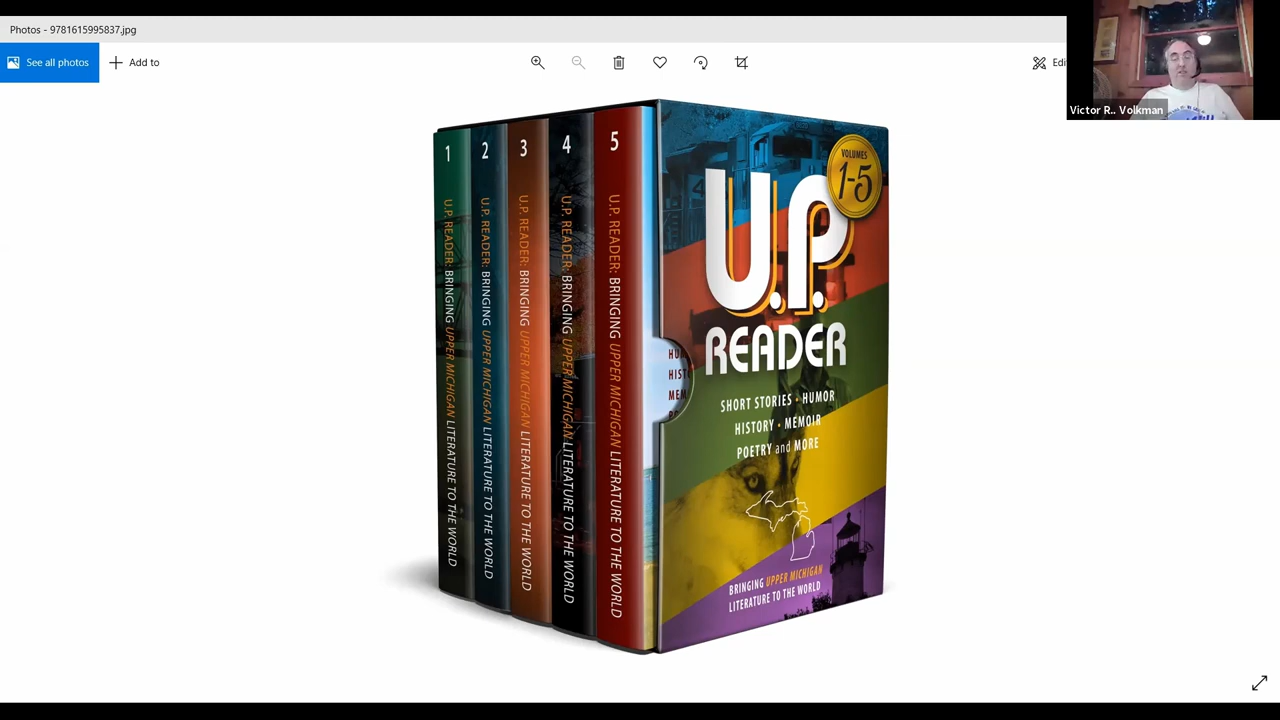 Photos - 9781615995837.jpg
See all photos
Add to
Victor R.. Volkman
1
2
3
4
5
U.P. READER: BRINGING UPPER MICHIGAN LITERATURE TO THE WORLD
U.P. READER: BRINGING UPPER MICHIGAN LITERATURE TO THE WORLD
U.P. READER: BRINGING UPPER MICHIGAN LITERATURE TO THE WORLD
U.P. READER: BRINGING UPPER MICHIGAN LITERATURE TO THE WORLD
U.P. READER: BRINGING UPPER MICHIGAN LITERATURE TO THE WORLD
VOLUMES
1-5
U.P.
READER
SHORT STORIES • HUMOR
HISTORY • MEMOIR
POETRY and MORE
BRINGING UPPER MICHIGAN
LITERATURE TO THE WORLD